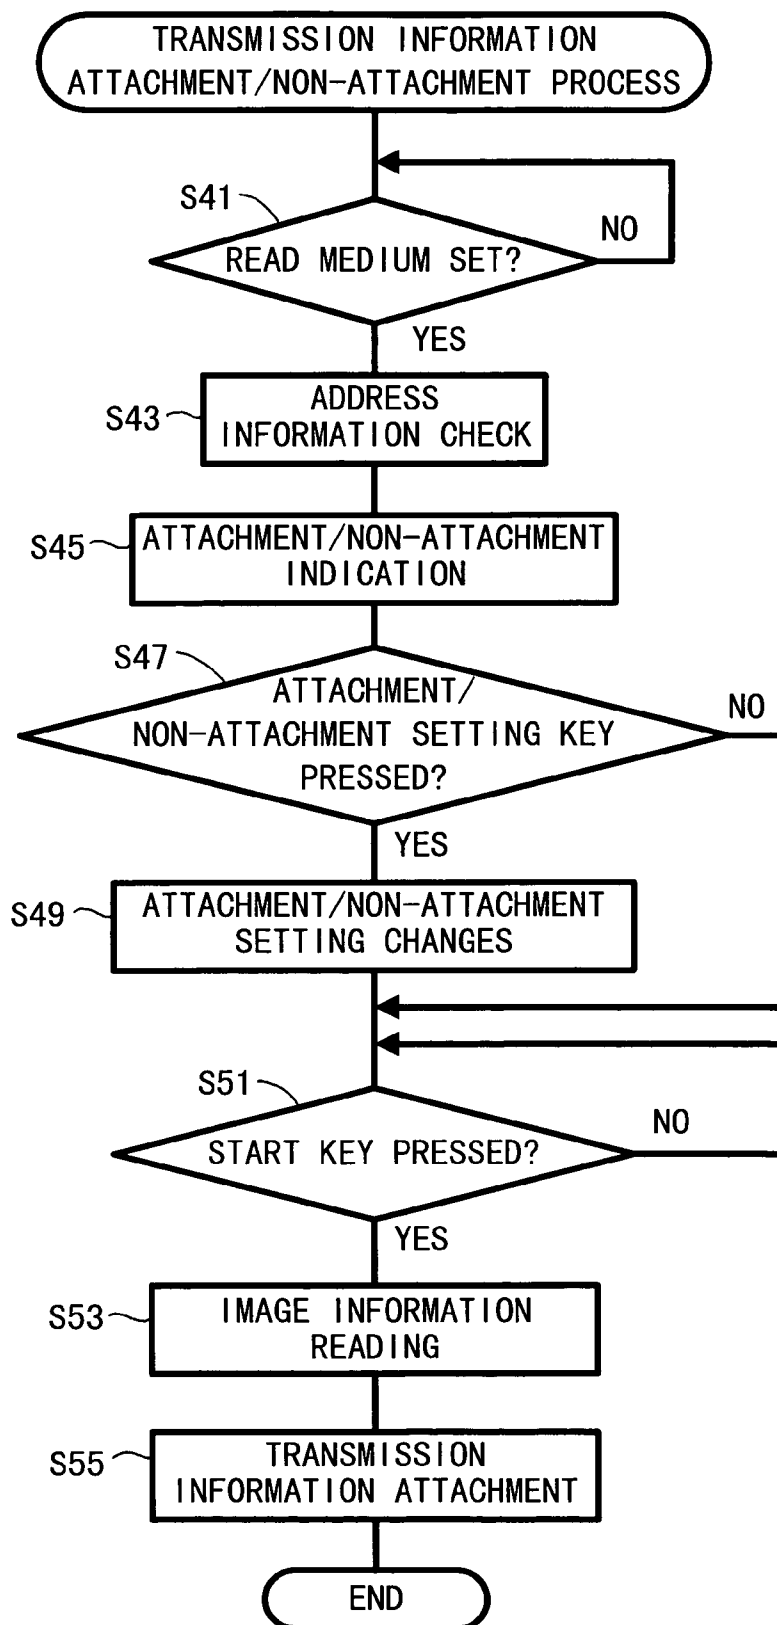 TRANSMISSION INFORMATION
ATTACHMENT/NON-ATTACHMENT PROCESS
S41
READ MEDIUM SET?
NO
YES
S43
ADDRESS
INFORMATION CHECK
S45
ATTACHMENT/NON-ATTACHMENT
INDICATION
S47
ATTACHMENT/
NON-ATTACHMENT SETTING KEY
PRESSED?
NO
YES
S49
ATTACHMENT/NON-ATTACHMENT
SETTING CHANGES
S51
START KEY PRESSED?
NO
YES
S53
IMAGE INFORMATION
READING
S55
TRANSMISSION
INFORMATION ATTACHMENT
END